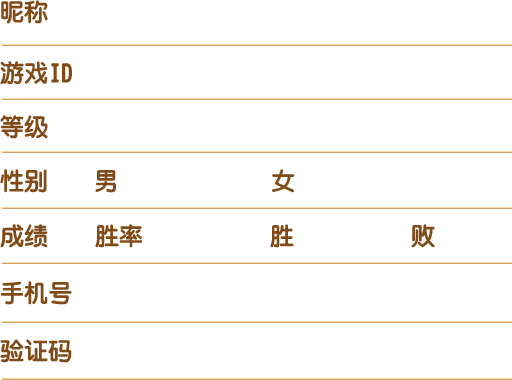 昵称
游戏ID
等级
性别 男 女
成绩 胜率 胜 败
手机号
验证码